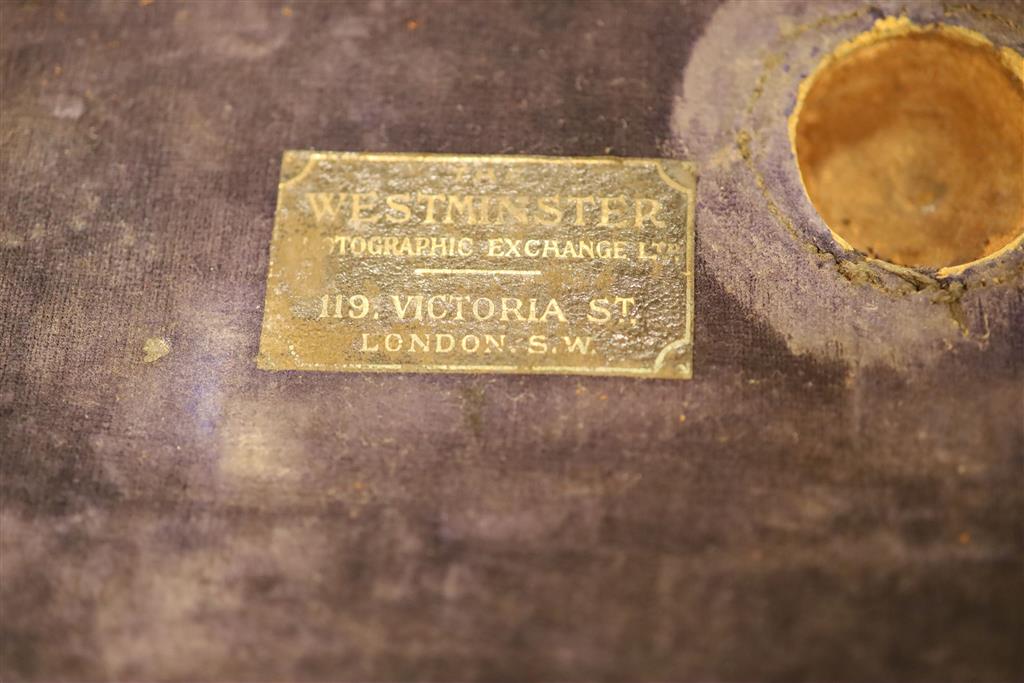 THE
WESTMINSTER
OTOGRAPHIC EXCHANGE LTD
119, VICTORIA ST,
LONDON. S.W.